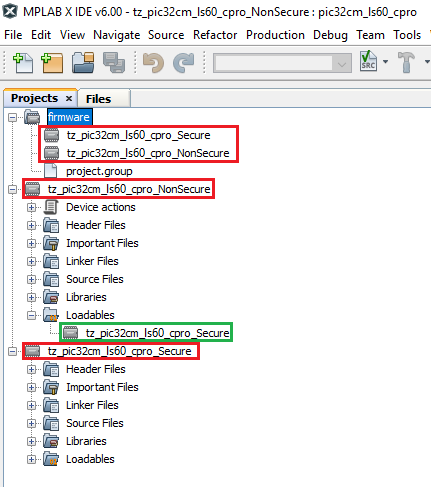 MPLAB X IDE v6.00 - tz_pic32cm_ls60_cpro_NonSecure : pic32cm_ls60_cpro
File Edit View Navigate Source Refactor Production Debug Team Tools
SRC
Projects × Files
firmware
tz_pic32cm_ls60_cpro_Secure
tz_pic32cm_ls60_cpro_NonSecure
project.group
tz_pic32cm_ls60_cpro_NonSecure
Device actions
Header Files
Important Files
Linker Files
Source Files
Libraries
Loadables
tz_pic32cm_ls60_cpro_Secure
tz_pic32cm_ls60_cpro_Secure
Header Files
Important Files
Linker Files
Source Files
Libraries
Loadables